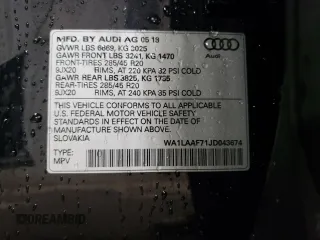 MFD. BY AUDI AG 05 19
GVWR LBS 6669, KG 3025
GAWR FRONT LBS 3241, KG 1470
FRONT-TIRES 285/45 R20
9JX20 RIMS, AT 220 KPA 32 PSI COLD
GAWR REAR LBS 3825, KG 1735
REAR-TIRES 285/45 R20
9JX20 RIMS, AT 240 KPA 35 PSI COLD
THIS VEHICLE CONFORMS TO ALL APPLICABLE
U.S. FEDERAL MOTOR VEHICLE SAFETY
STANDARDS IN EFFECT ON THE DATE OF
MANUFACTURE SHOWN ABOVE.
SLOVAKIA
TYPE: WA1LAAF71JD043674
MPV
Audi
© DREAMBID